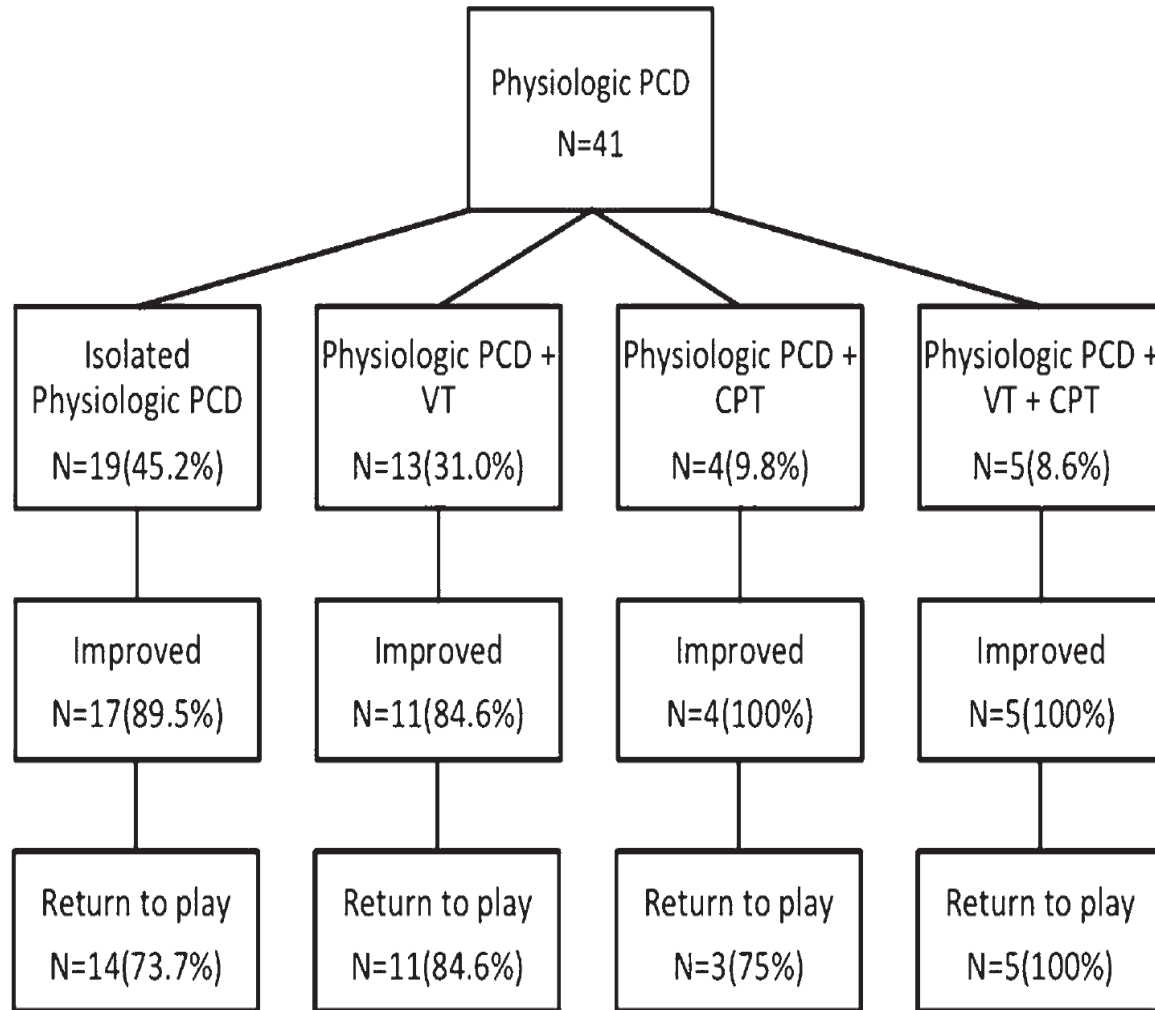 Physiologic PCD
N=41
Isolated
Physiologic PCD
N=19(45.2%)
Physiologic PCD +
VT
N=13(31.0%)
Physiologic PCD +
CPT
N=4(9.8%)
Physiologic PCD +
VT + CPT
N=5(8.6%)
Improved
N=17(89.5%)
Improved
N=11(84.6%)
Improved
N=4(100%)
Improved
N=5(100%)
Return to play
N=14(73.7%)
Return to play
N=11(84.6%)
Return to play
N=3(75%)
Return to play
N=5(100%)